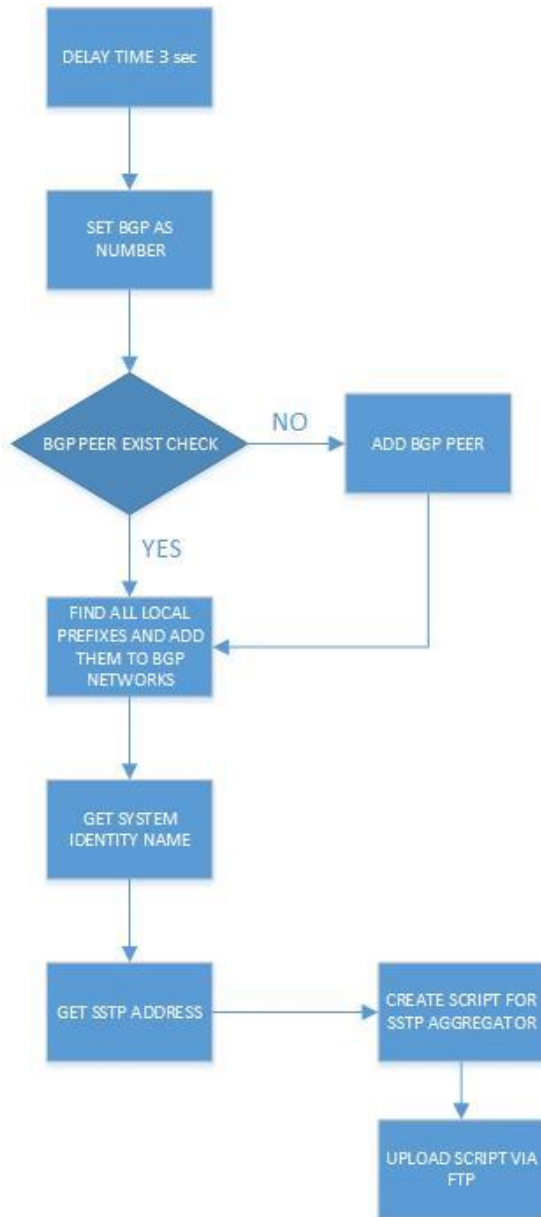 DELAY TIME 3 sec
SET BGP AS
NUMBER
BGP PEER EXIST CHECK
NO
ADD BGP PEER
YES
FIND ALL LOCAL
PREFIXES AND ADD
THEM TO BGP
NETWORKS
GET SYSTEM
IDENTITY NAME
GET SSTP ADDRESS
CREATE SCRIPT FOR
SSTP AGGREGATOR
UPLOAD SCRIPT VIA
FTP